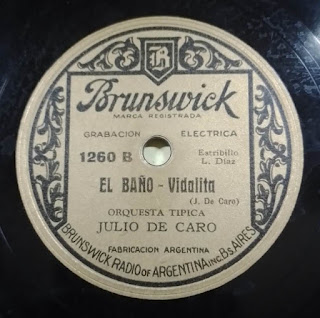 B
Brunswick
MARCA REGISTRADA
GRABACION ELECTRICA
1260 B
Estribillo
L. Diaz
EL BAÑO - Vidalita
(J. De Caro)
ORQUESTA TIPICA
JULIO DE CARO
FABRICACION ARGENTINA
BRUNSWICK RADIO OF ARGENTINA INC. Bs. AIRES